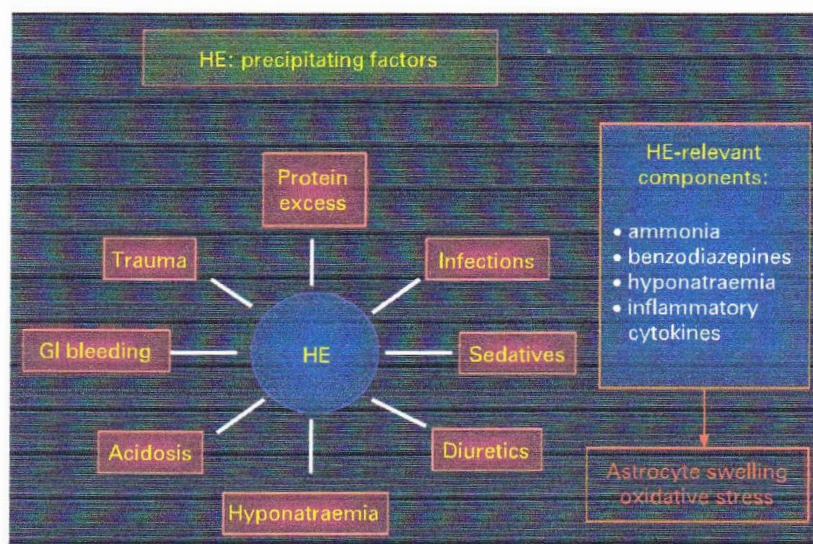 HE: precipitating factors
Protein
excess
Trauma
Infections
GI bleeding
HE
Sedatives
Acidosis
Diuretics
Hyponatraemia
HE-relevant
components:
• ammonia
• benzodiazepines
• hyponatraemia
• inflammatory
cytokines
Astrocyte swelling
oxidative stress